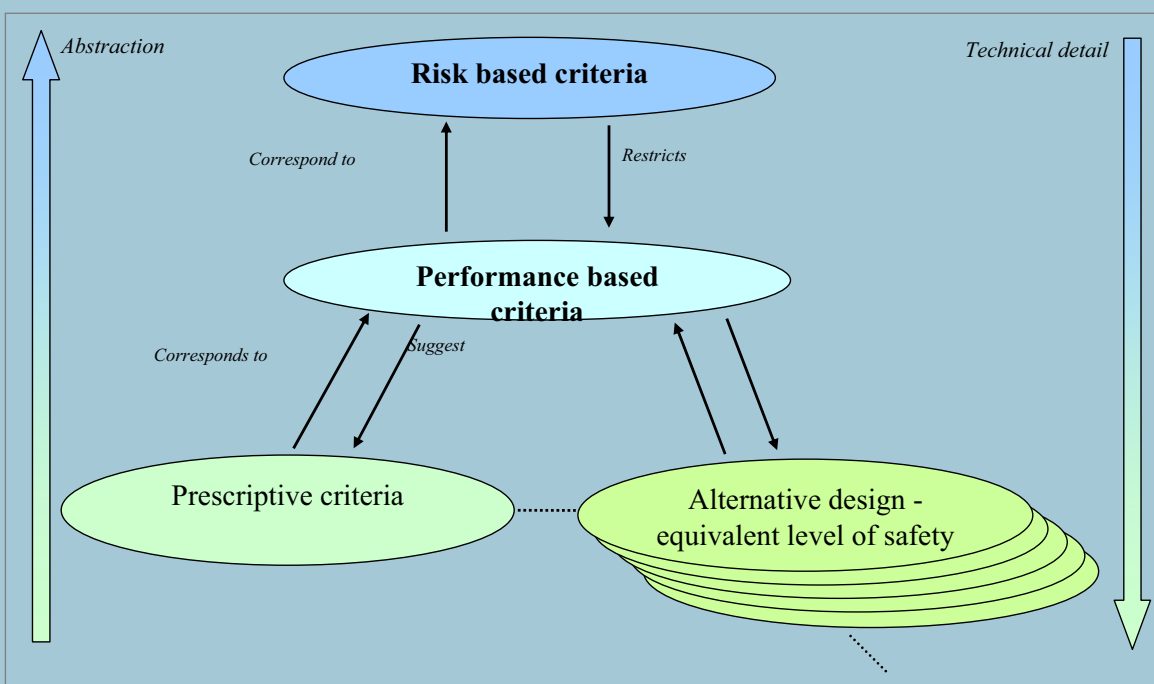 Abstraction
Technical detail
Risk based criteria
Correspond to
Restricts
Performance based
criteria
Corresponds to
Suggest
Prescriptive criteria
Alternative design -
equivalent level of safety